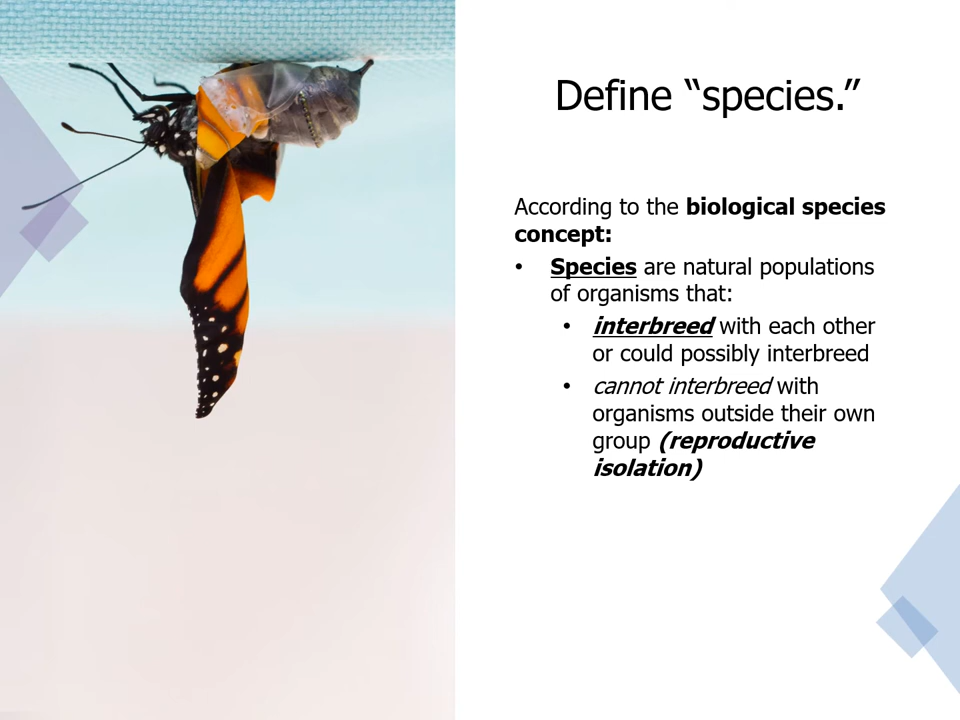 Define “species.”
According to the biological species
concept:
• Species are natural populations
of organisms that:
• interbreed with each other
or could possibly interbreed
• cannot interbreed with
organisms outside their own
group (reproductive
isolation)